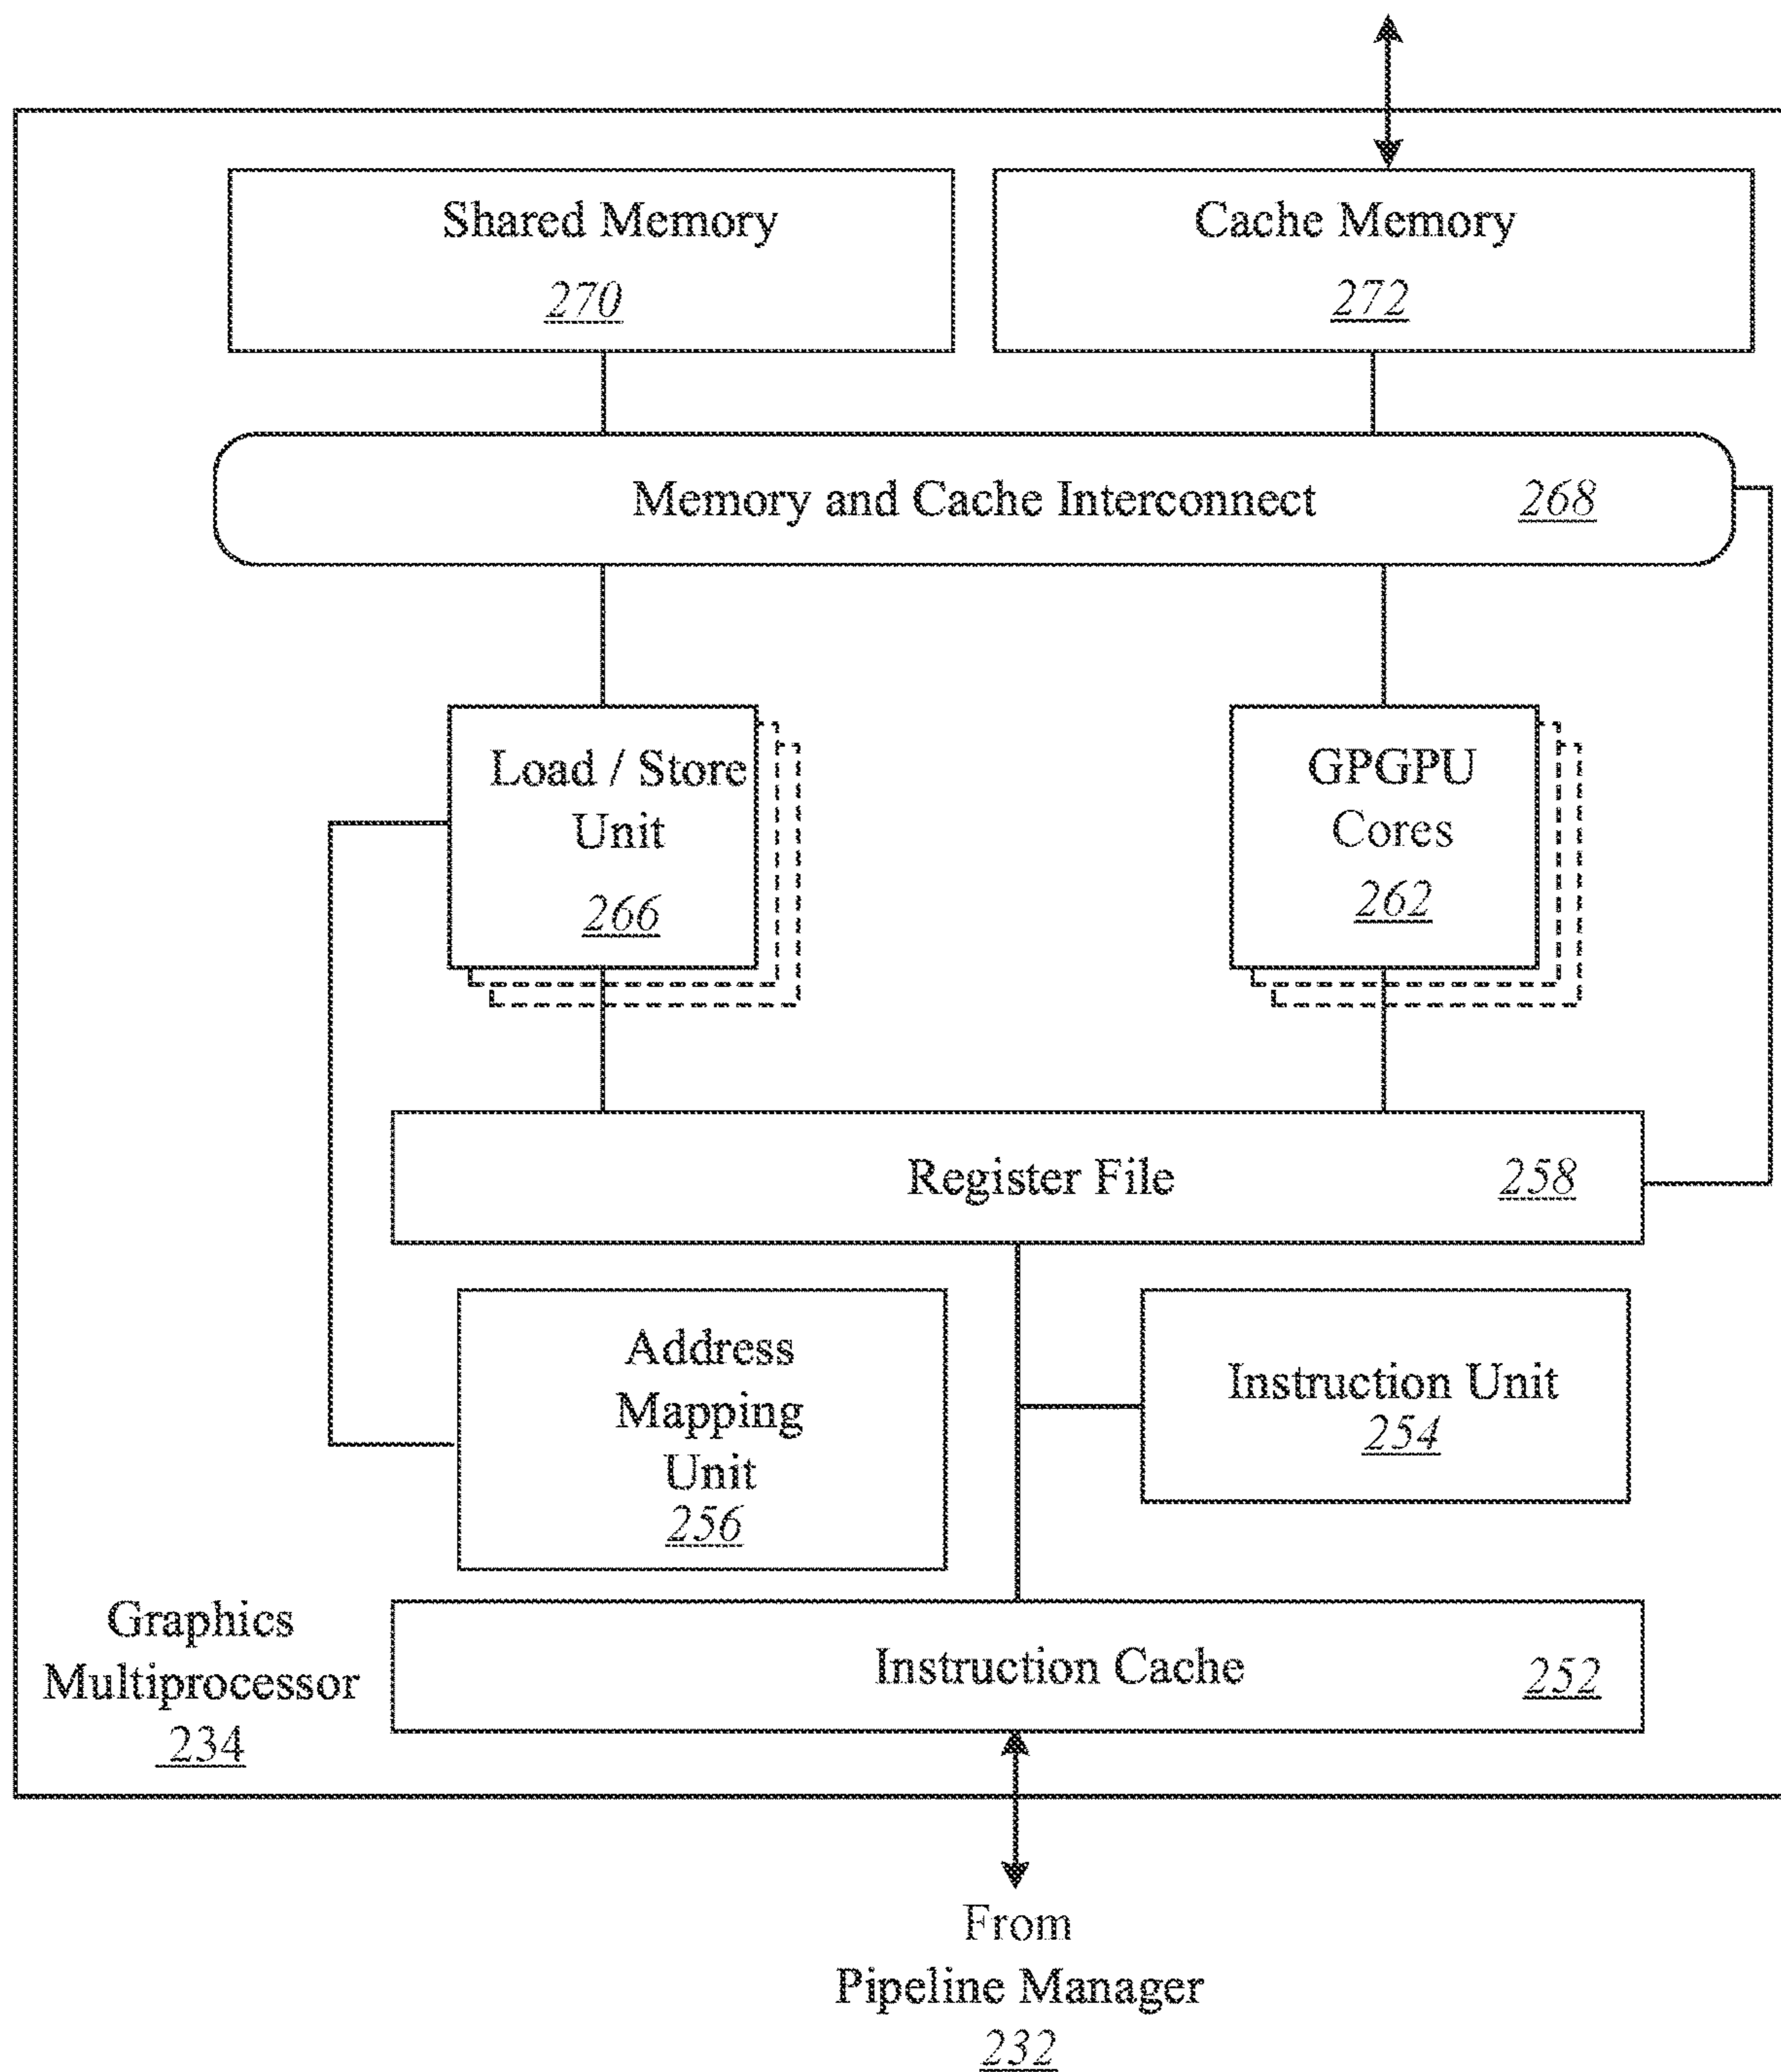 Shared Memory
270
Cache Memory
272
Memory and Cache Interconnect 268
Load / Store
Unit
266
GPGPU
Cores
262
Register File 258
Address
Mapping
Unit
256
Instruction Unit
254
Graphics
Multiprocessor
234
Instruction Cache 252
From
Pipeline Manager
232